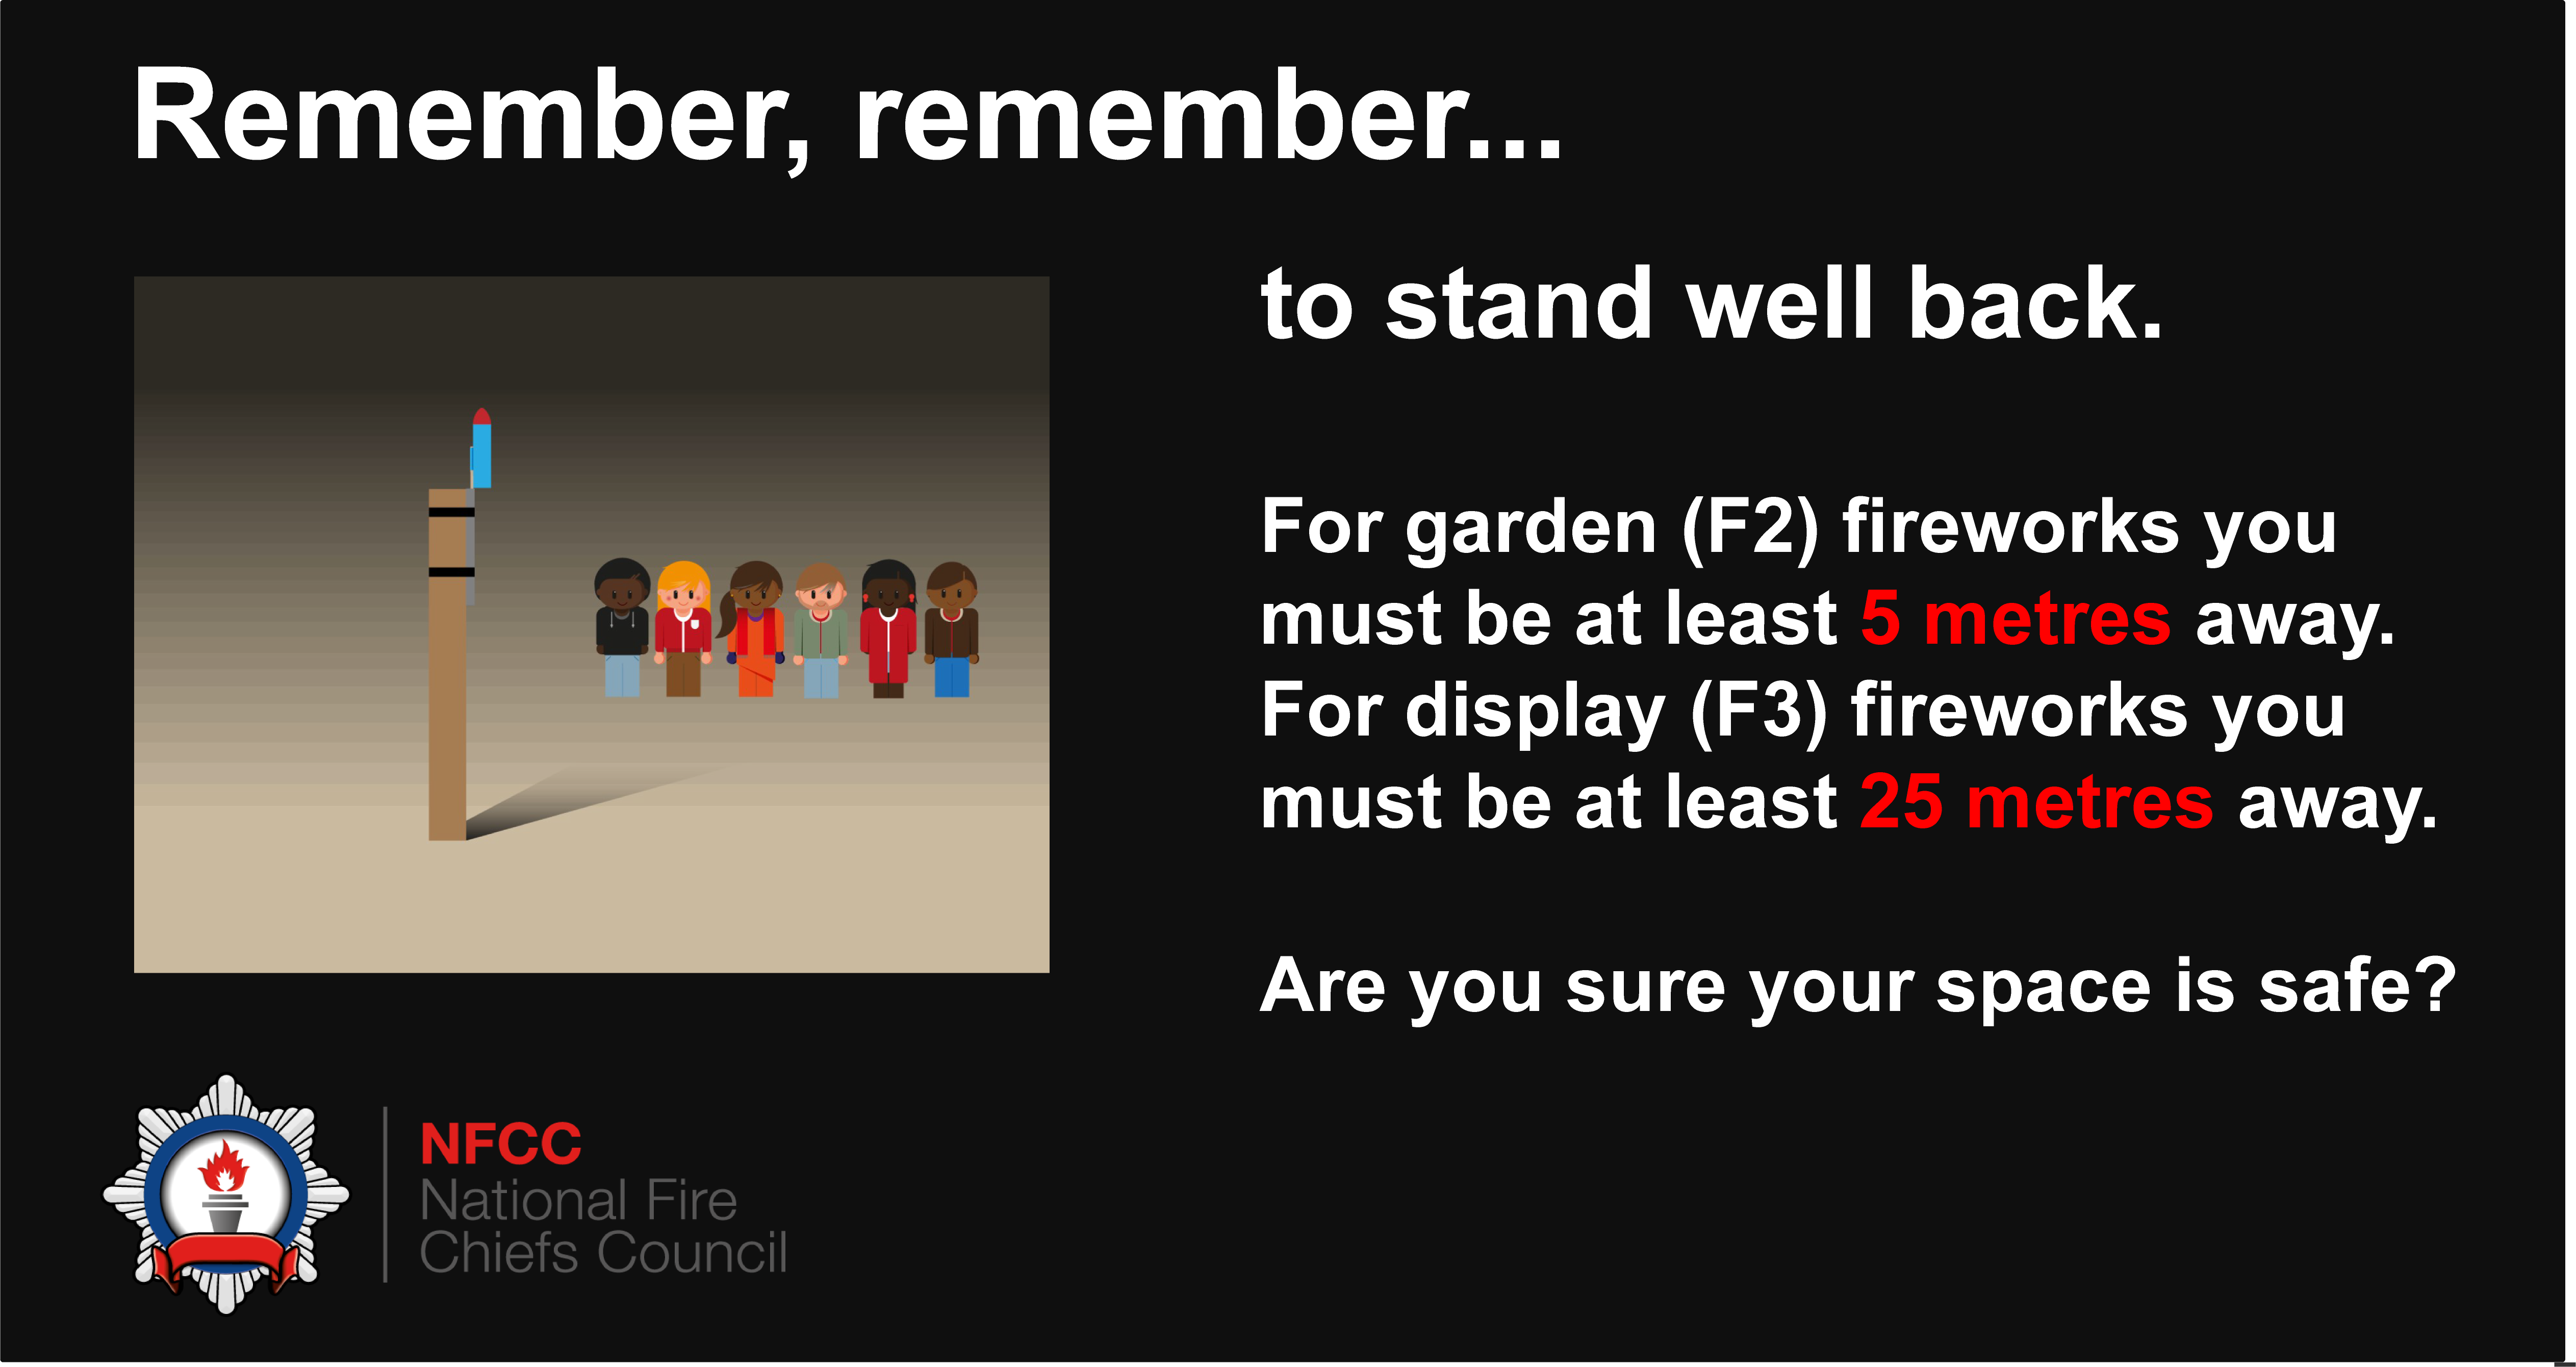 Remember, remember...
to stand well back.
For garden (F2) fireworks you
must be at least 5 metres away.
For display (F3) fireworks you
must be at least 25 metres away.
Are you sure your space is safe?
NFCC
National Fire
Chiefs Council